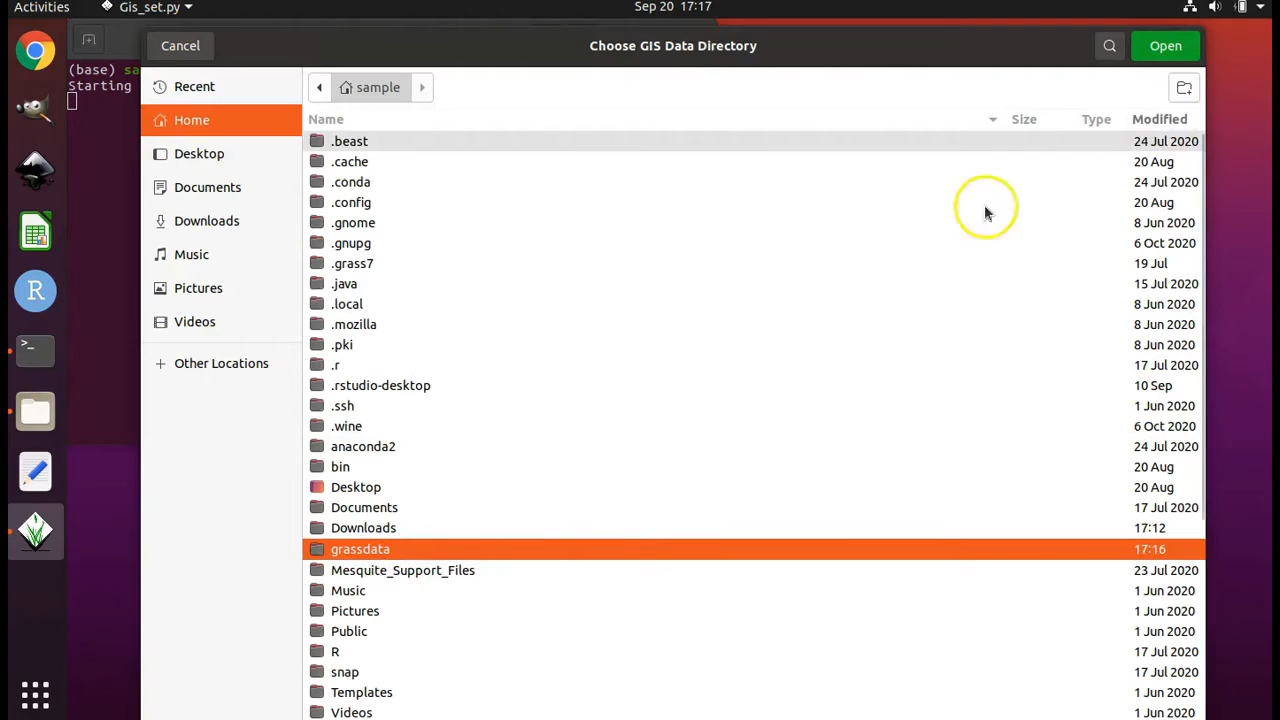 Activities Gis_set.py Sep 20 17:17
(base) sa
Starting
Cancel Choose GIS Data Directory Open
Recent
Home
Desktop
Documents
Downloads
Music
Pictures
Videos
+ Other Locations
sample
Name Size Type Modified
.beast 24 Jul 2020
.cache 20 Aug
.conda 24 Jul 2020
.config 20 Aug
.gnome 8 Jun 2020
.gnupg 6 Oct 2020
.grass7 19 Jul
.java 15 Jul 2020
.local 8 Jun 2020
.mozilla 8 Jun 2020
.pki 8 Jun 2020
.r 17 Jul 2020
.rstudio-desktop 10 Sep
.ssh 1 Jun 2020
.wine 6 Oct 2020
anaconda2 24 Jul 2020
bin 20 Aug
Desktop 20 Aug
Documents 17 Jul 2020
Downloads 17:12
grassdata 17:16
Mesquite_Support_Files 23 Jul 2020
Music 1 Jun 2020
Pictures 1 Jun 2020
Public 1 Jun 2020
R 17 Jul 2020
snap 17 Jul 2020
Templates 1 Jun 2020
Videos 1 Jun 2020
R
>_